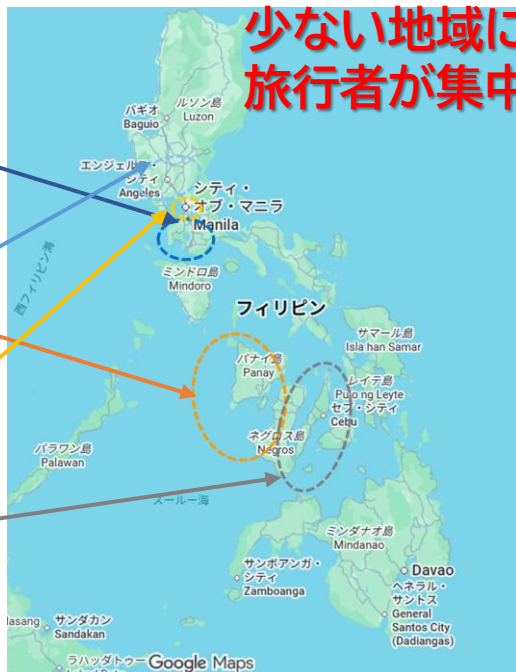 少ない地域に
旅行者が集中
バギオ
Baguio
ルソン島
Luzon
エンジェルス・
シティ
Angeles
シティ・
オブ・マニラ
Manila
西フィリピン海
ミンドロ島
Mindoro
フィリピン
サマール島
Isla han Samar
パナイ島
Panay
レイテ島
Pulo ng Leyte
セブ・シティ
Cebu
ネグロス島
Negros
パラワン島
Palawan
スールー海
ミンダナオ島
Mindanao
サンボアンガ・
シティ
Zamboanga
Davao
ヘネラル・
サントス
General
Santos City
(Dadiangas)
サンダカン
Sandakan
ラハッダトゥー
Google Maps